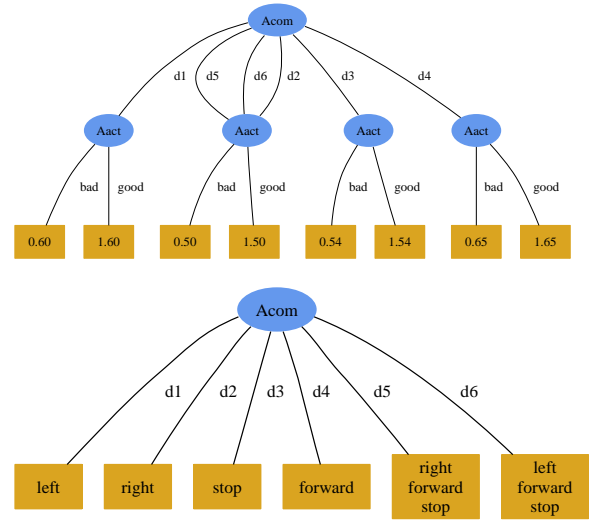 Acom
d1 d5 d6 d2 d3 d4
Aact Aact Aact Aact
bad good bad good bad good bad good
0.60 1.60 0.50 1.50 0.54 1.54 0.65 1.65
Acom
d1 d2 d3 d4 d5 d6
left right stop forward
right
forward
stop
left
forward
stop